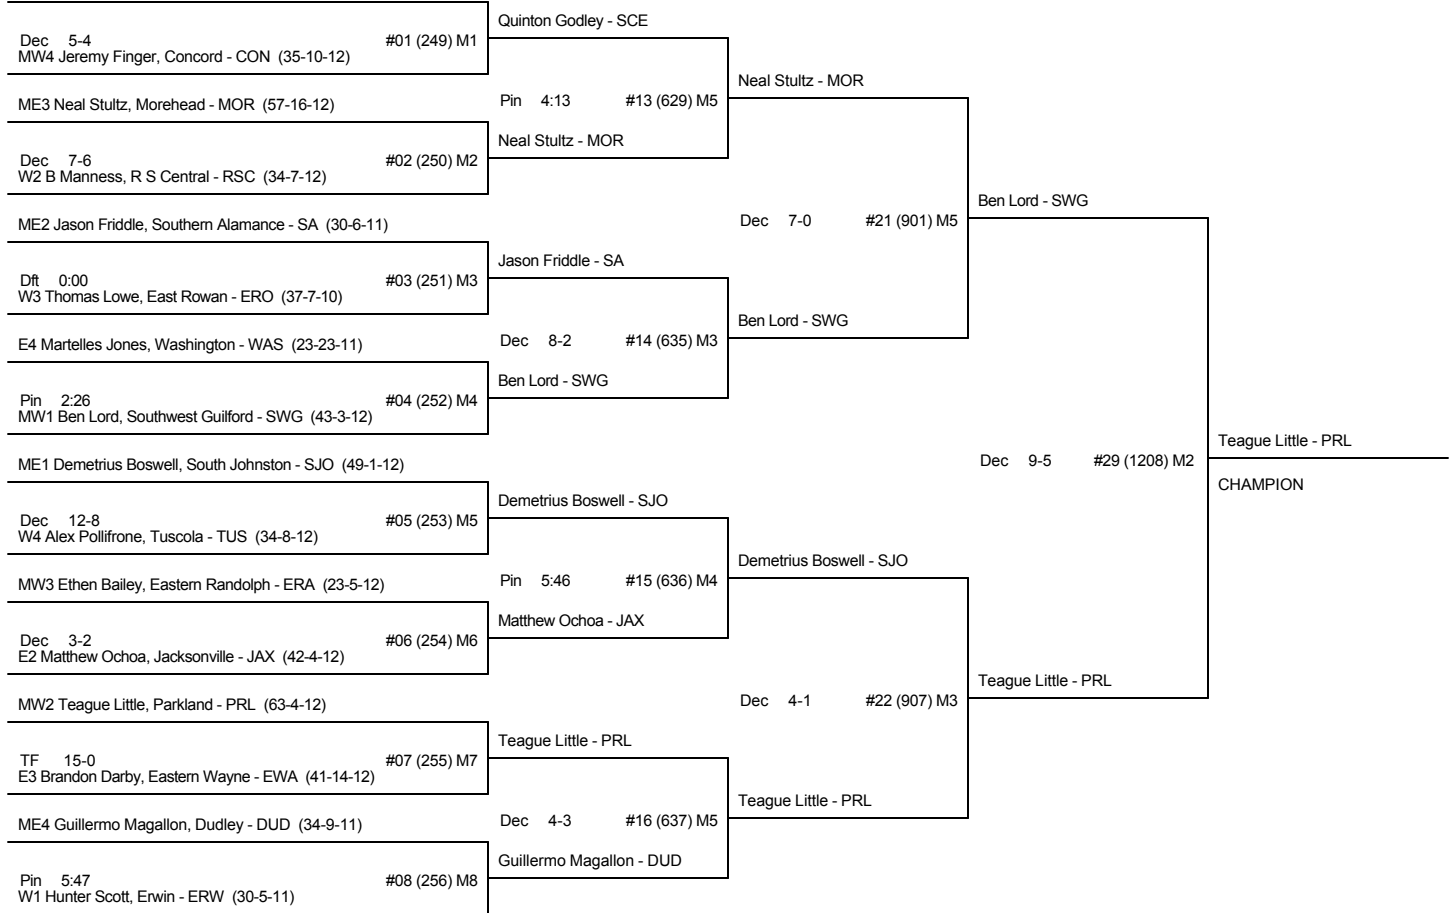 Quinton Godley - SCE
Dec 5-4 #01 (249) M1
MW4 Jeremy Finger, Concord - CON (35-10-12)
Neal Stultz - MOR
ME3 Neal Stultz, Morehead - MOR (57-16-12)
Pin 4:13 #13 (629) M5
Neal Stultz - MOR
Dec 7-6 #02 (250) M2
W2 B Manness, R S Central - RSC (34-7-12)
Ben Lord - SWG
ME2 Jason Friddle, Southern Alamance - SA (30-6-11)
Dec 7-0 #21 (901) M5
Jason Friddle - SA
Dft 0:00 #03 (251) M3
W3 Thomas Lowe, East Rowan - ERO (37-7-10)
Ben Lord - SWG
E4 Martelles Jones, Washington - WAS (23-23-11)
Dec 8-2 #14 (635) M3
Ben Lord - SWG
Pin 2:26 #04 (252) M4
MW1 Ben Lord, Southwest Guilford - SWG (43-3-12)
Teague Little - PRL
ME1 Demetrius Boswell, South Johnston - SJO (49-1-12)
Dec 9-5 #29 (1208) M2
CHAMPION
Demetrius Boswell - SJO
Dec 12-8 #05 (253) M5
W4 Alex Pollifrone, Tuscola - TUS (34-8-12)
Demetrius Boswell - SJO
MW3 Ethen Bailey, Eastern Randolph - ERA (23-5-12)
Pin 5:46 #15 (636) M4
Matthew Ochoa - JAX
Dec 3-2 #06 (254) M6
E2 Matthew Ochoa, Jacksonville - JAX (42-4-12)
Teague Little - PRL
MW2 Teague Little, Parkland - PRL (63-4-12)
Dec 4-1 #22 (907) M3
Teague Little - PRL
TF 15-0 #07 (255) M7
E3 Brandon Darby, Eastern Wayne - EWA (41-14-12)
Teague Little - PRL
ME4 Guillermo Magallon, Dudley - DUD (34-9-11)
Dec 4-3 #16 (637) M5
Guillermo Magallon - DUD
Pin 5:47 #08 (256) M8
W1 Hunter Scott, Erwin - ERW (30-5-11)